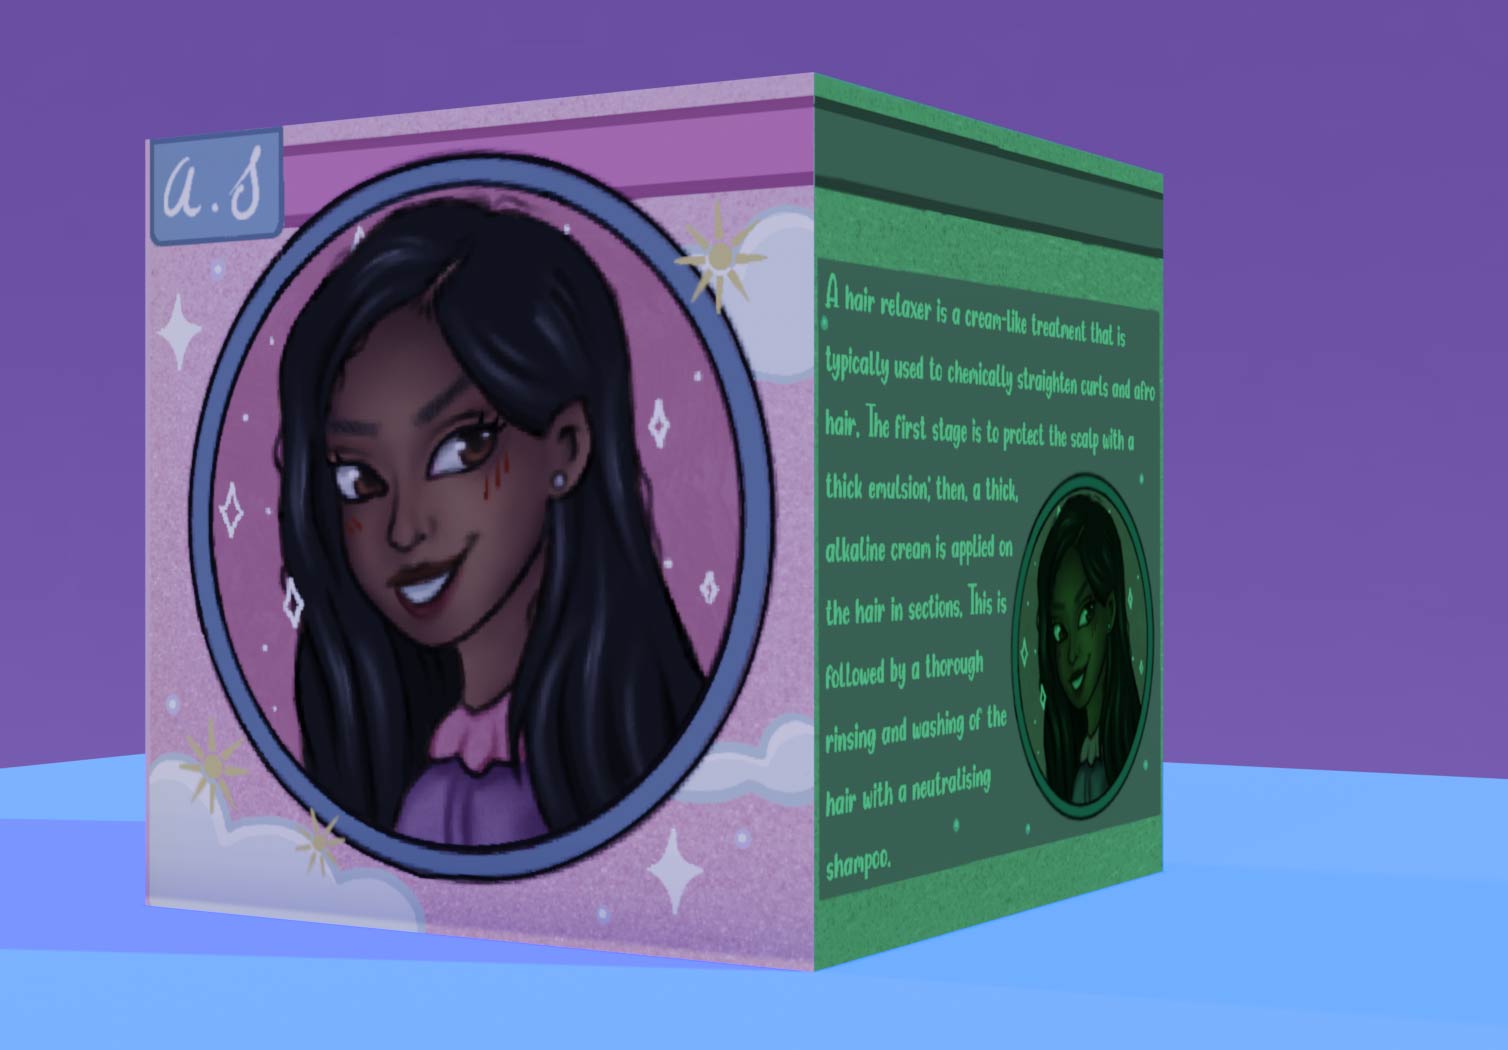 a.s
A hair relaxer is a cream-like treatment that is
typically used to chemically straighten curls and afro
hair. The first stage is to protect the scalp with a
thick emulsion; then, a thick,
alkaline cream is applied on
the hair in sections. This is
followed by a thorough
rinsing and washing of the
hair with a neutralising
shampoo.